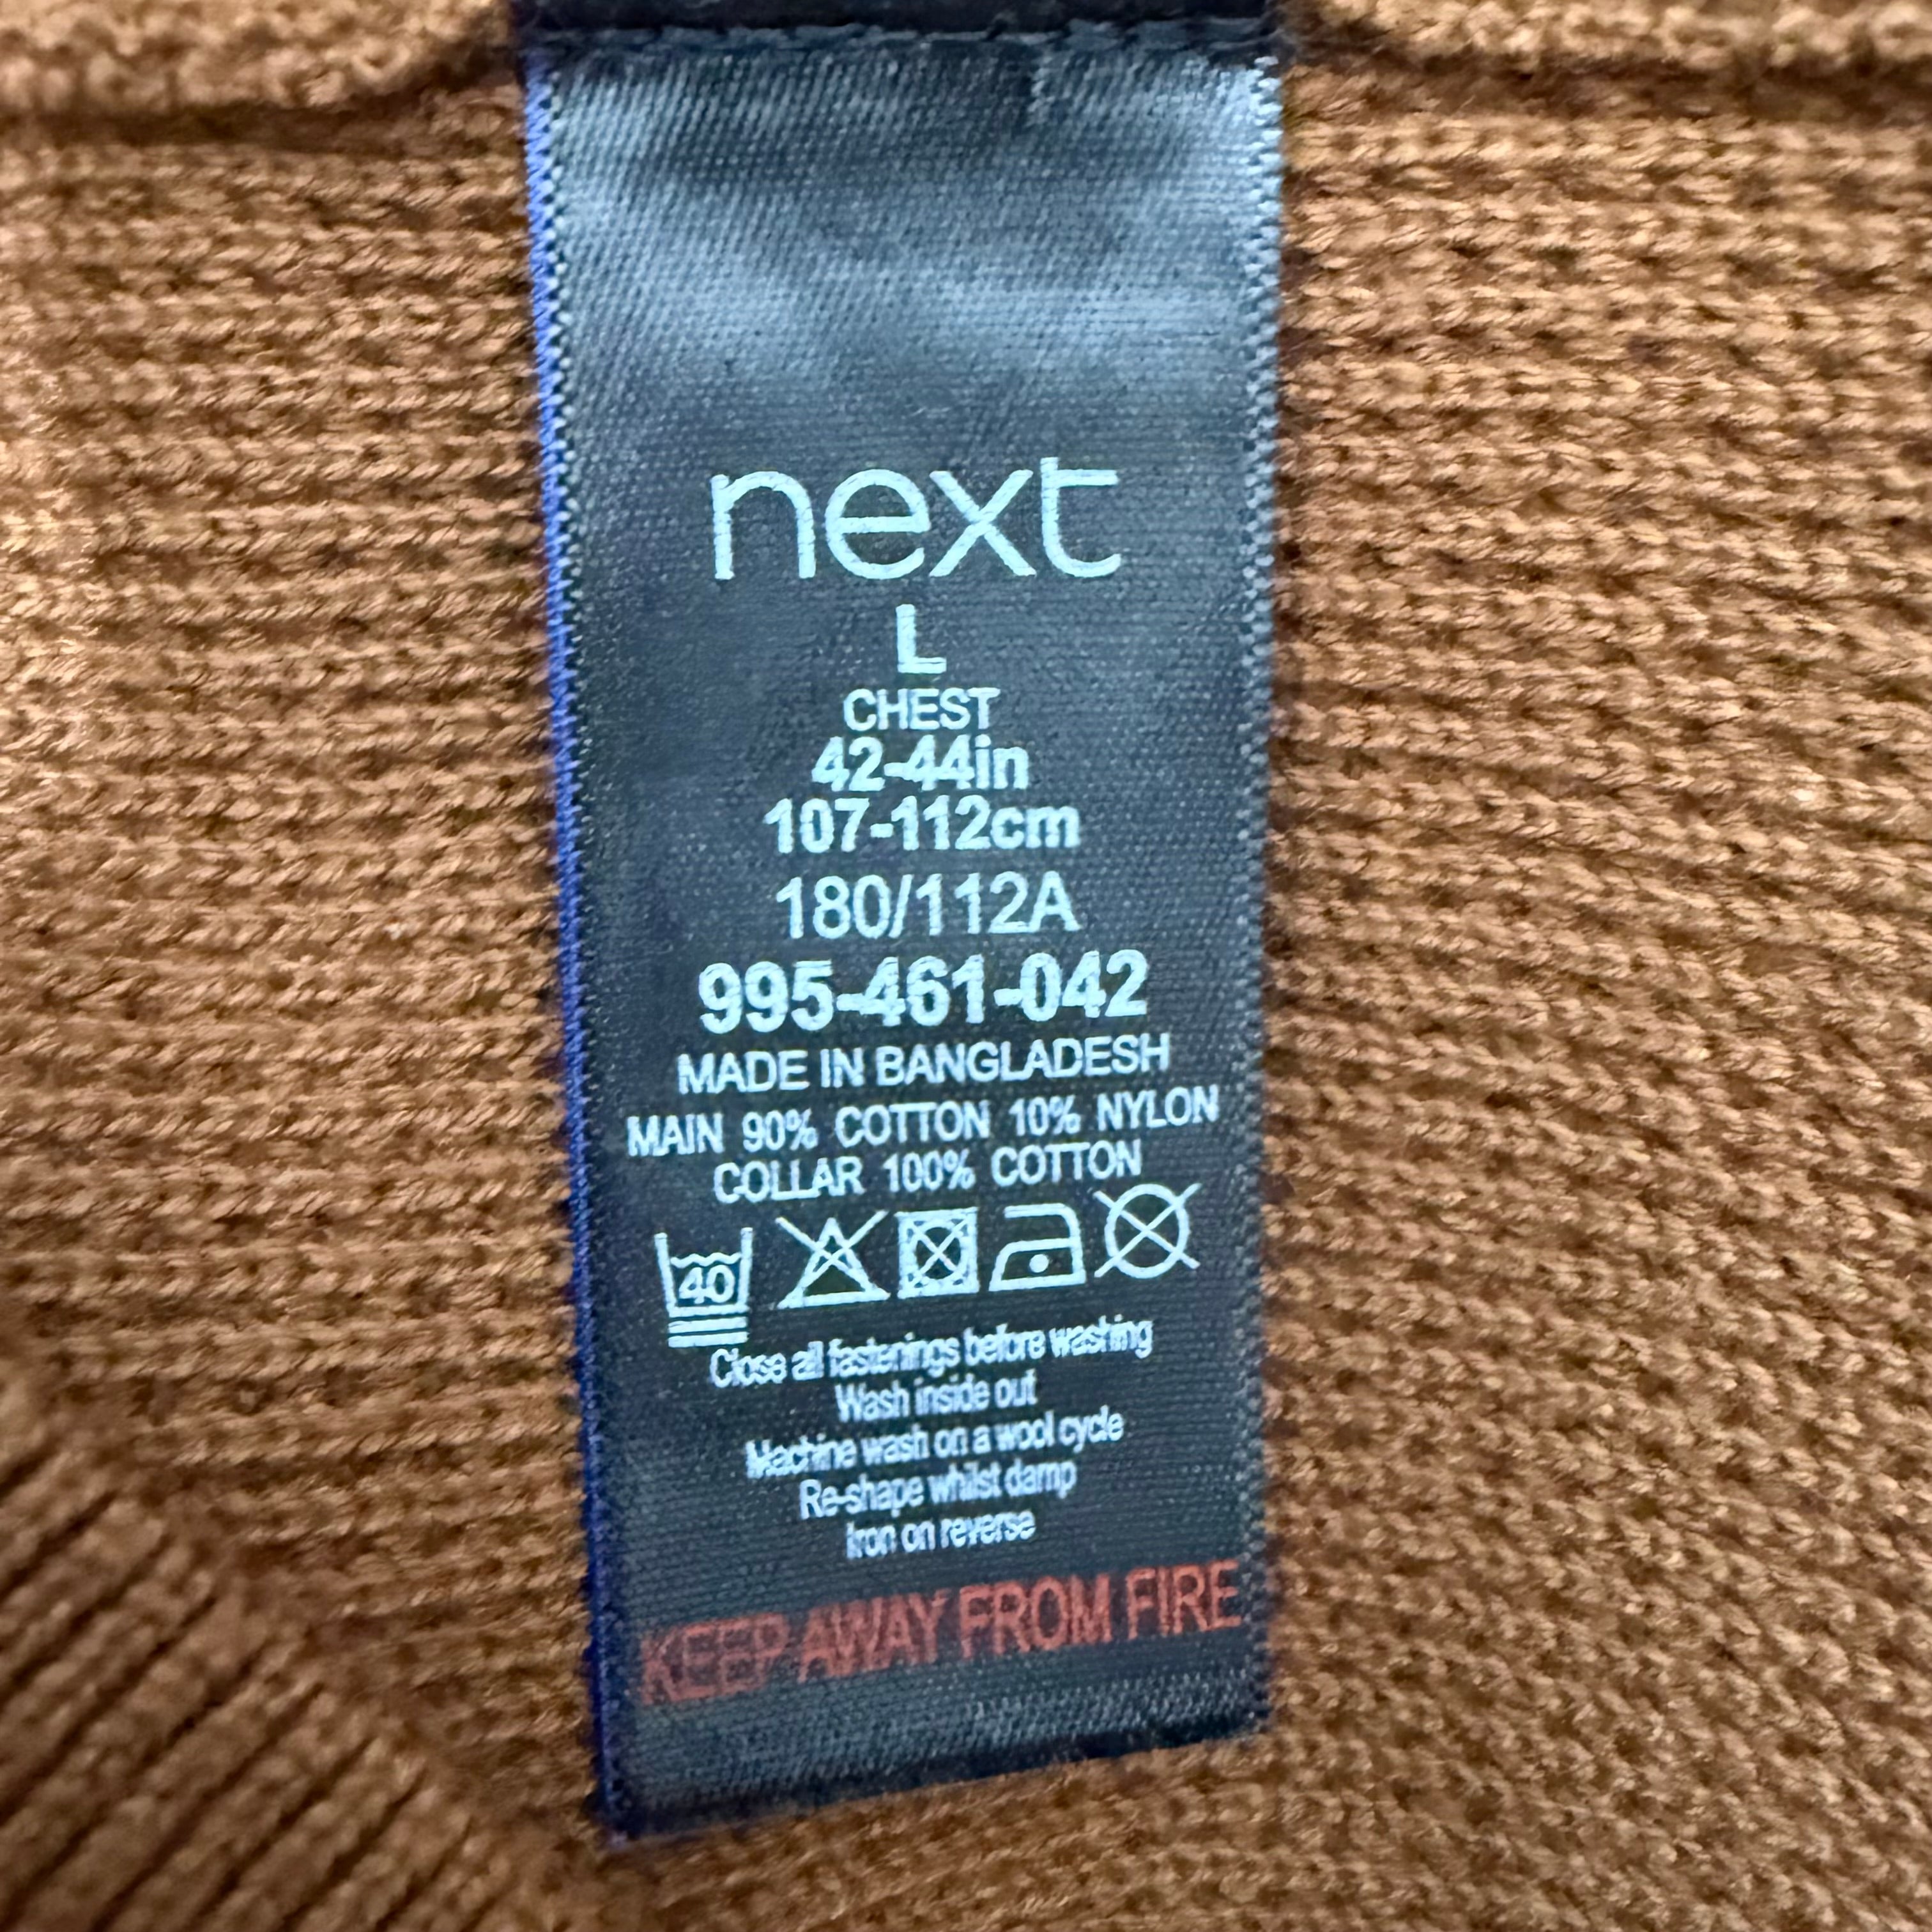 next
L
CHEST
42-44in
107-112cm
180/112A
995-461-042
MADE IN BANGLADESH
MAIN 90% COTTON 10% NYLON
COLLAR 100% COTTON
40
Close all fastenings before washing
Wash inside out
Machine wash on a wool cycle
Re-shape whilst damp
Iron on reverse
KEEP AWAY FROM FIRE